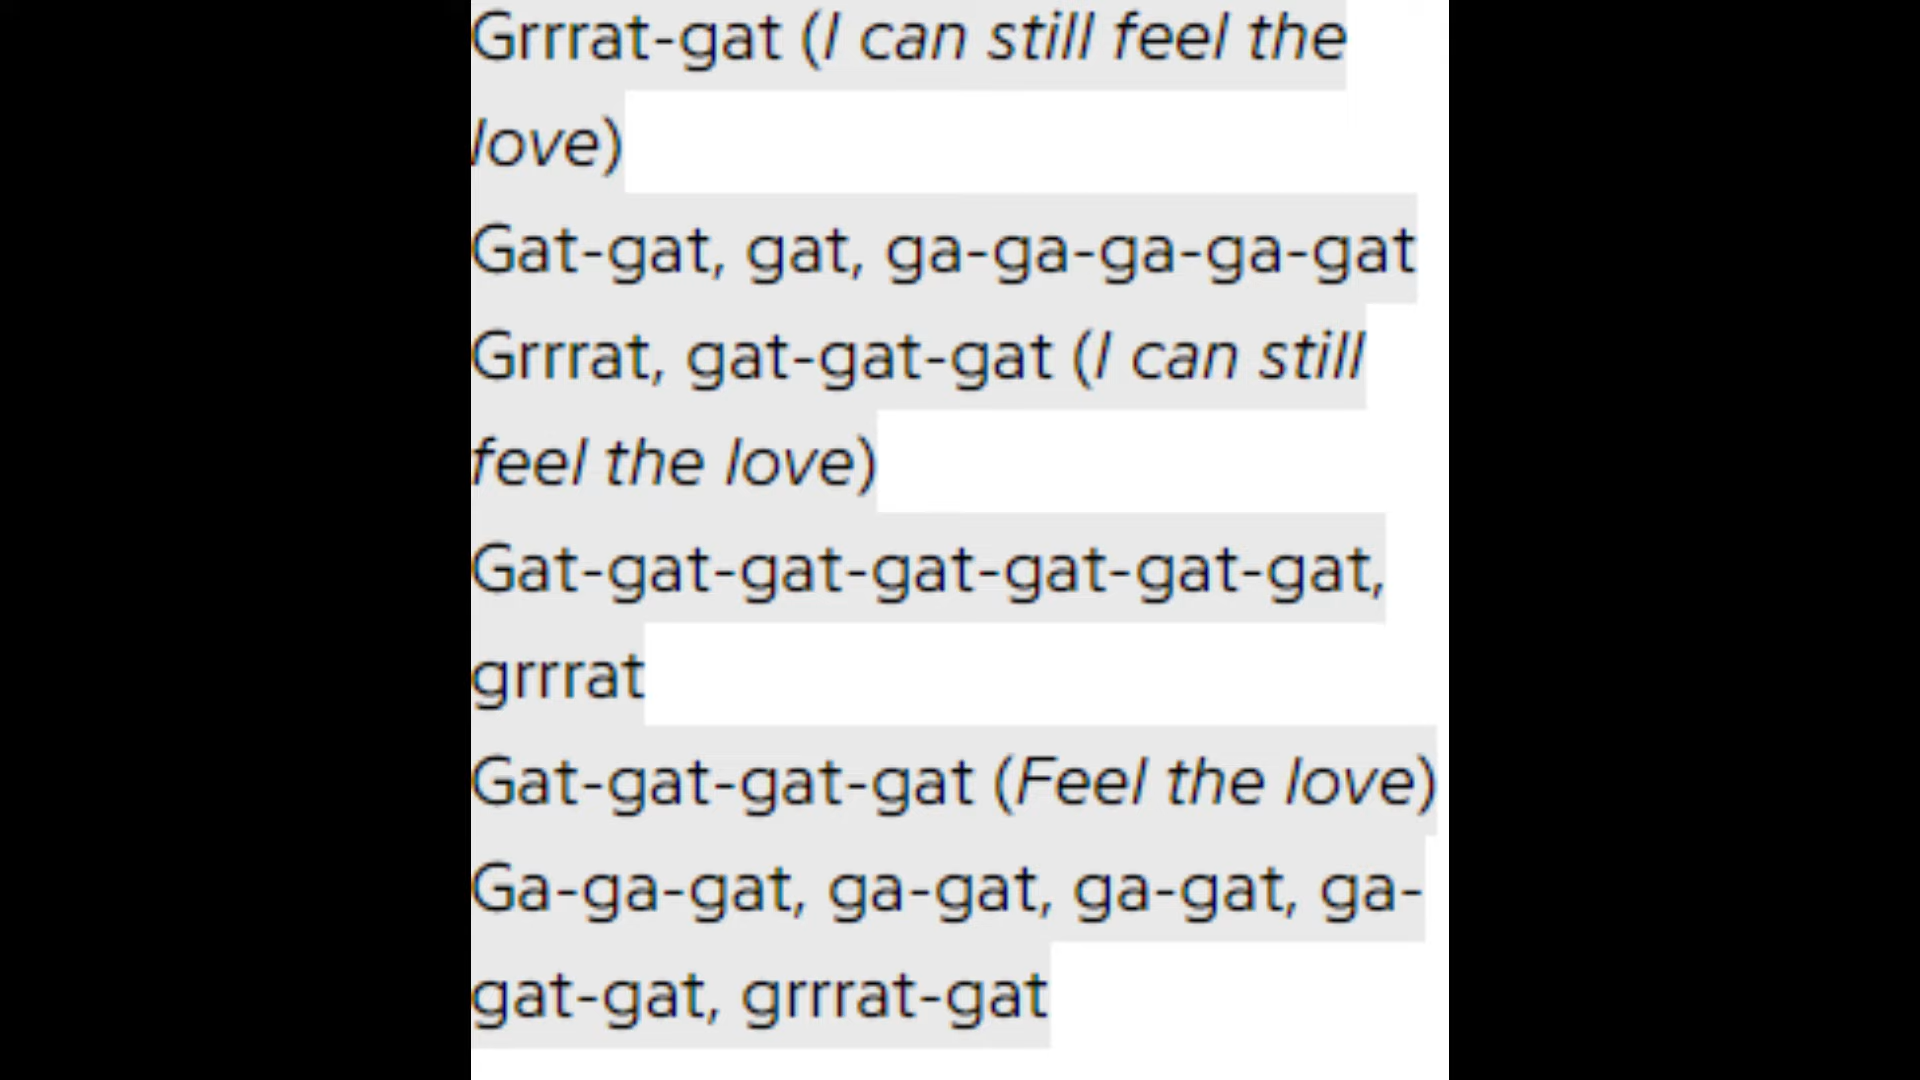 Grrrat-gat (I can still feel the
love)
Gat-gat, gat, ga-ga-ga-ga-gat
Grrrat, gat-gat-gat (I can still
feel the love)
Gat-gat-gat-gat-gat-gat-gat,
grrrat
Gat-gat-gat-gat (Feel the love)
Ga-ga-gat, ga-gat, ga-gat, ga-
gat-gat, grrrat-gat